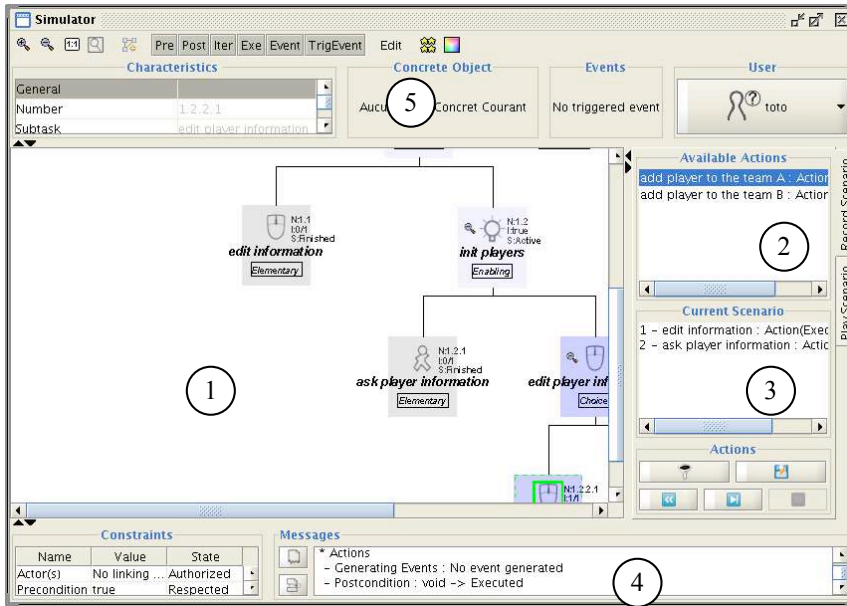 Simulator
1:1 Pre Post Iter Exe Event TrigEvent Edit
Characteristics
General
Number 1.2.2.1
Subtask edit player information
Concrete Object
Aucu Concret Courant
5
Events
No triggered event
User
toto
N:1.1
I:0/1
S:Finished
edit information
Elementary
N:1.2
I:true
S:Active
init players
Enabling
N:1.2.1
I:0/1
S:Finished
ask player information
Elementary
edit player inf
Choice
N:1.2.2.1
I:1/1
1
Available Actions
add player to the team A : Action
add player to the team B : Action
2
Current Scenario
1 - edit information : Action(Exec
2 - ask player information : Actio
3
Actions
Record Scenario
Play Scenario
Constraints
Name Value State
Actor(s) No linking ... Authorized
Precondition true Respected
Messages
* Actions
- Generating Events : No event generated
- Postcondition : void -> Executed
4